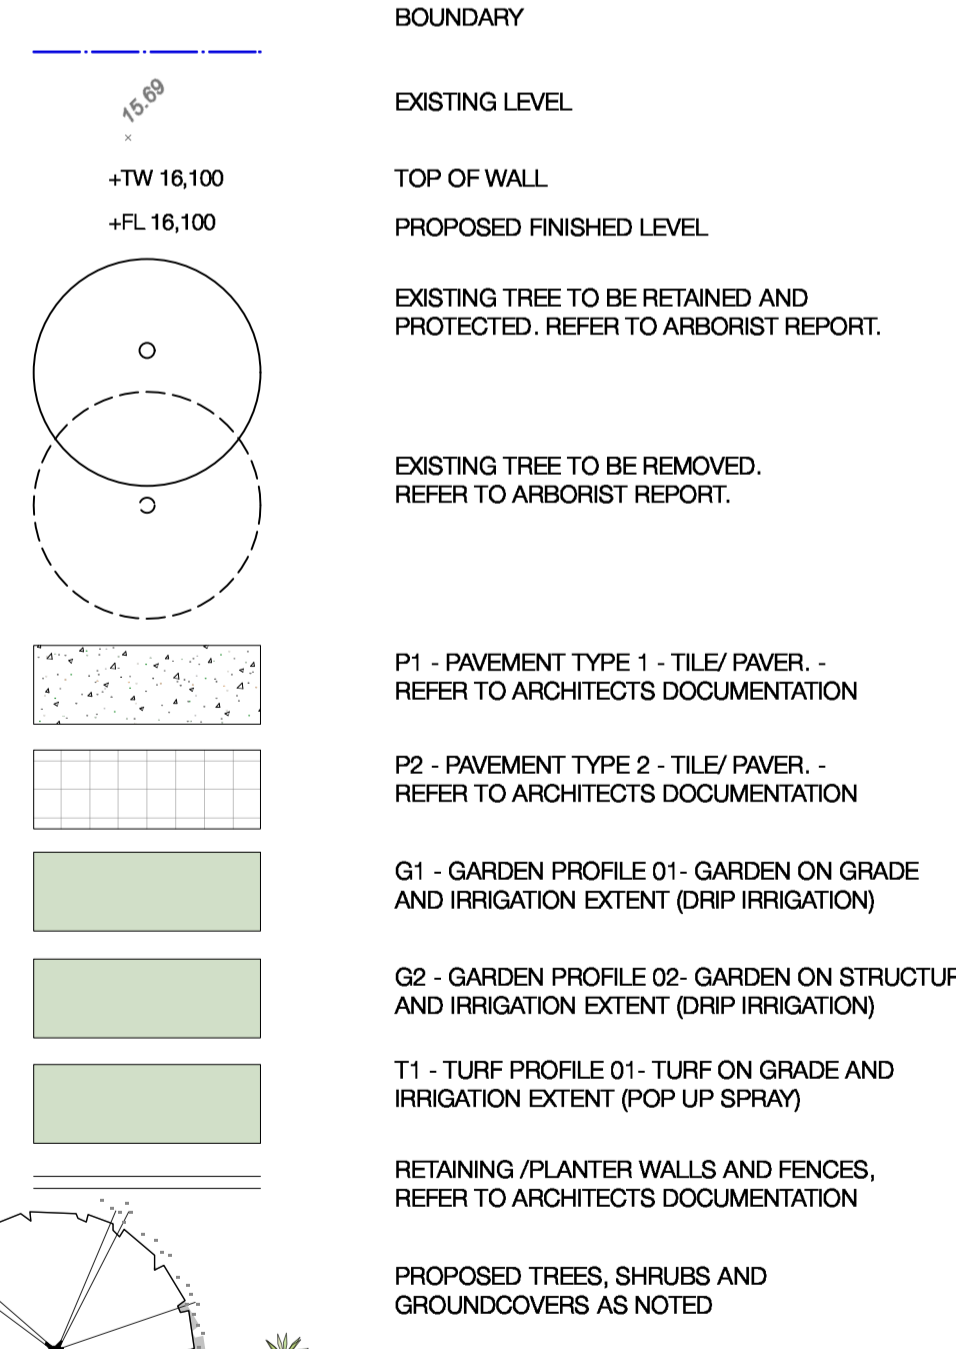 BOUNDARY
15.69
EXISTING LEVEL
+TW 16,100
TOP OF WALL
+FL 16,100
PROPOSED FINISHED LEVEL
EXISTING TREE TO BE RETAINED AND
PROTECTED. REFER TO ARBORIST REPORT.
EXISTING TREE TO BE REMOVED.
REFER TO ARBORIST REPORT.
P1 - PAVEMENT TYPE 1 - TILE/ PAVER. -
REFER TO ARCHITECTS DOCUMENTATION
P2 - PAVEMENT TYPE 2 - TILE/ PAVER. -
REFER TO ARCHITECTS DOCUMENTATION
G1 - GARDEN PROFILE 01- GARDEN ON GRADE
AND IRRIGATION EXTENT (DRIP IRRIGATION)
G2 - GARDEN PROFILE 02- GARDEN ON STRUCTUR
AND IRRIGATION EXTENT (DRIP IRRIGATION)
T1 - TURF PROFILE 01- TURF ON GRADE AND
IRRIGATION EXTENT (POP UP SPRAY)
RETAINING /PLANTER WALLS AND FENCES,
REFER TO ARCHITECTS DOCUMENTATION
PROPOSED TREES, SHRUBS AND
GROUNDCOVERS AS NOTED